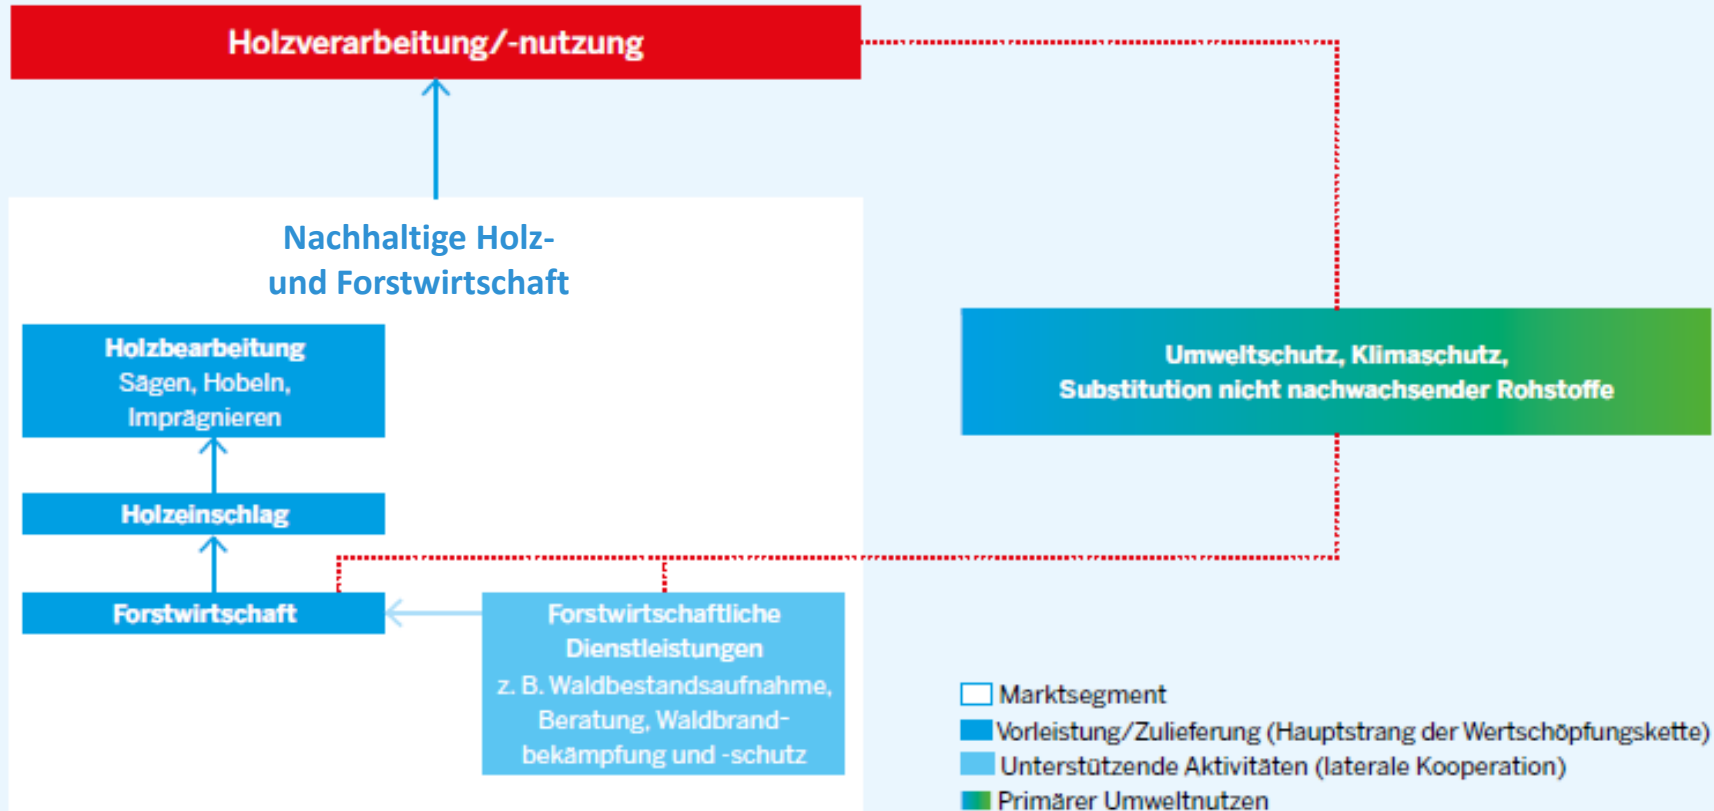 Holzverarbeitung/-nutzung
Nachhaltige Holz-
und Forstwirtschaft
Holzbearbeitung
Sägen, Hobeln,
Imprägnieren
Holzeinschlag
Forstwirtschaft
Forstwirtschaftliche
Dienstleistungen
z. B. Waldbestandsaufnahme,
Beratung, Waldbrand-
bekämpfung und -schutz
Umweltschutz, Klimaschutz,
Substitution nicht nachwachsender Rohstoffe
Marktsegment
Vorleistung/Zulieferung (Hauptstrang der Wertschöpfungskette)
Unterstützende Aktivitäten (laterale Kooperation)
Primärer Umweltnutzen